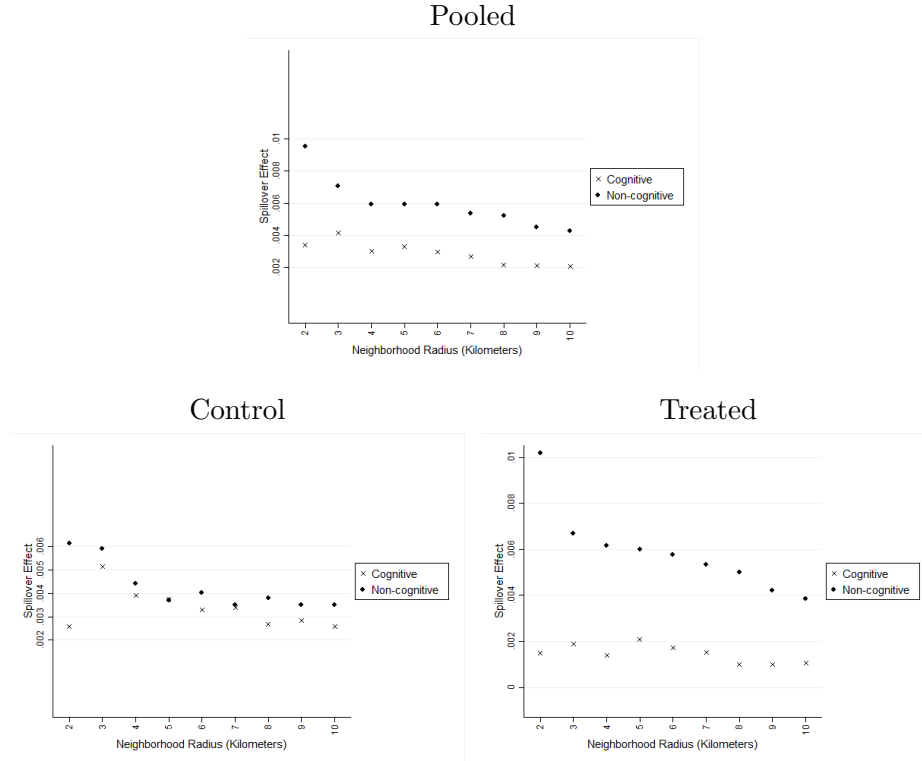 Pooled
Spillover Effect
.002 .004 .006 .008 .01
2 3 4 5 6 7 8 9 10
Neighborhood Radius (Kilometers)
Cognitive
Non-cognitive
Control
Spillover Effect
.002 .003 .004 .005 .006
2 3 4 5 6 7 8 9 10
Neighborhood Radius (Kilometers)
Cognitive
Non-cognitive
Treated
Spillover Effect
0 .002 .004 .006 .008 .01
2 3 4 5 6 7 8 9 10
Neighborhood Radius (Kilometers)
Cognitive
Non-cognitive